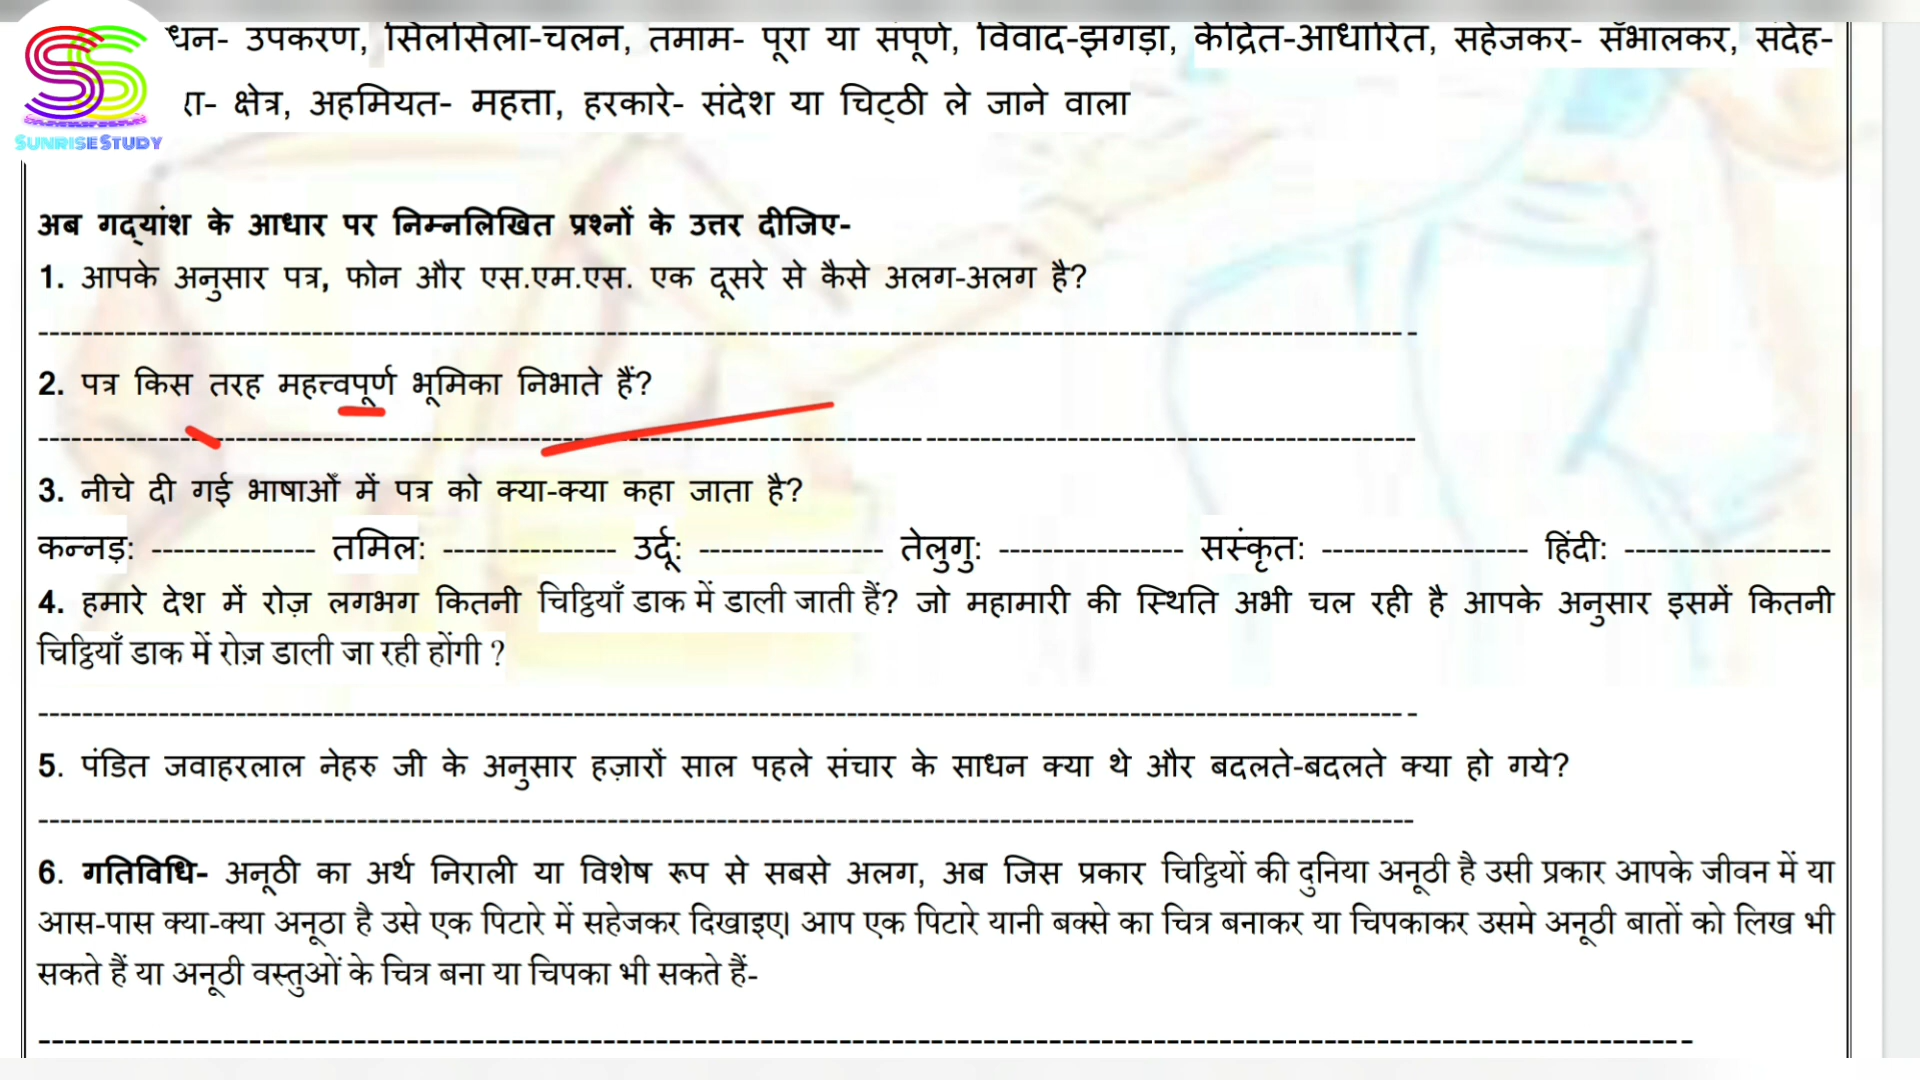 धन- उपकरण, सिलसिला-चलन, तमाम- पूरा या संपूर्ण, विवाद-झगड़ा, केंद्रित-आधारित, सहेजकर- सँभालकर, संदेह-
रा- क्षेत्र, अहमियत- महत्ता, हरकारे- संदेश या चिट्ठी ले जाने वाला
SUNRISESTUDY
अब गद्यांश के आधार पर निम्नलिखित प्रश्नों के उत्तर दीजिए-
1. आपके अनुसार पत्र, फोन और एस.एम.एस. एक दूसरे से कैसे अलग-अलग है?
2. पत्र किस तरह महत्त्वपूर्ण भूमिका निभाते हैं?
3. नीचे दी गई भाषाओँ में पत्र को क्या-क्या कहा जाता है?
कन्नड़: --------------- तमिल: ---------------- उर्दू: ----------------- तेलुगु: ----------------- सस्ंकृत: ------------------- हिंदी: -------------------
4. हमारे देश में रोज़ लगभग कितनी चिट्ठियाँ डाक में डाली जाती हैं? जो महामारी की स्थिति अभी चल रही है आपके अनुसार इसमें कितनी
चिट्ठियाँ डाक में रोज़ डाली जा रही होंगी ?
5. पंडित जवाहरलाल नेहरु जी के अनुसार हज़ारों साल पहले संचार के साधन क्या थे और बदलते-बदलते क्या हो गये?
6. गतिविधि- अनूठी का अर्थ निराली या विशेष रूप से सबसे अलग, अब जिस प्रकार चिट्ठियों की दुनिया अनूठी है उसी प्रकार आपके जीवन में या
आस-पास क्या-क्या अनूठा है उसे एक पिटारे में सहेजकर दिखाइए। आप एक पिटारे यानी बक्से का चित्र बनाकर या चिपकाकर उसमे अनूठी बातों को लिख भी
सकते हैं या अनूठी वस्तुओं के चित्र बना या चिपका भी सकते हैं-